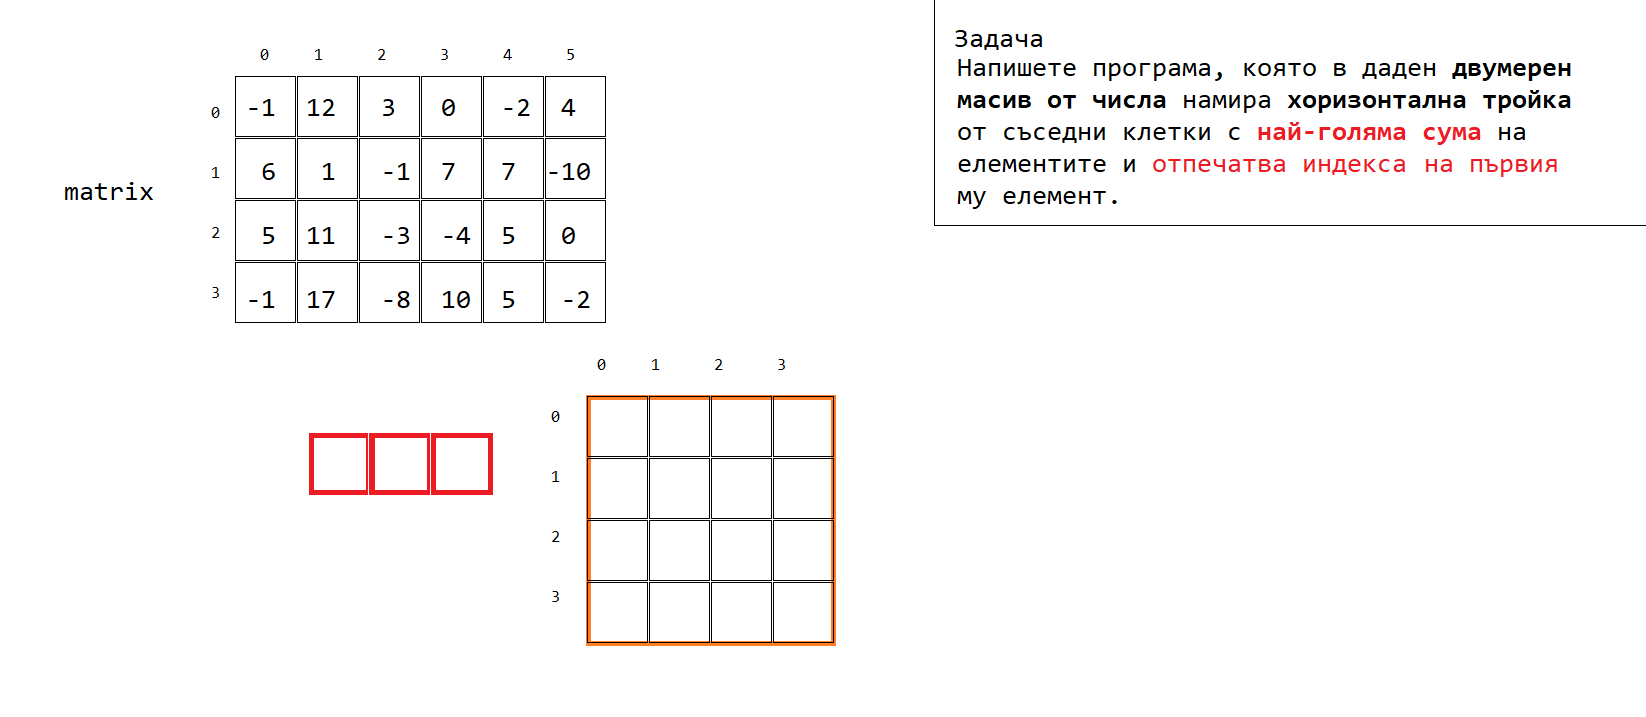 0 1 2 3 4 5
0 -1 12 3 0 -2 4
1 6 1 -1 7 7 -10
matrix
2 5 11 -3 -4 5 0
3 -1 17 -8 10 5 -2
Задача
Напишете програма, която в даден двумерен
масив от числа намира хоризонтална тройка
от съседни клетки с най-голяма сума на
елементите и отпечатва индекса на първия
му елемент.
0 1 2 3
0
1
2
3